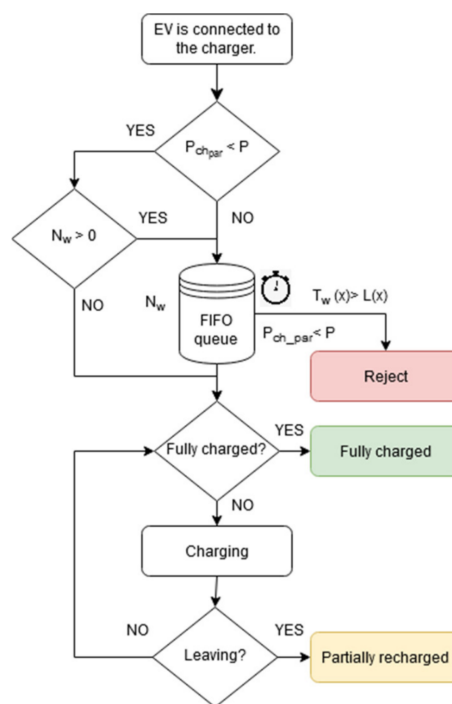 EV is connected to
the charger.
YES
P_ch_par < P
N_w > 0
YES
NO
NO
N_w
FIFO
queue
T_w (x)> L(x)
P_ch_par< P
Reject
Fully charged?
YES
Fully charged
NO
Charging
NO
Leaving?
YES
Partially recharged